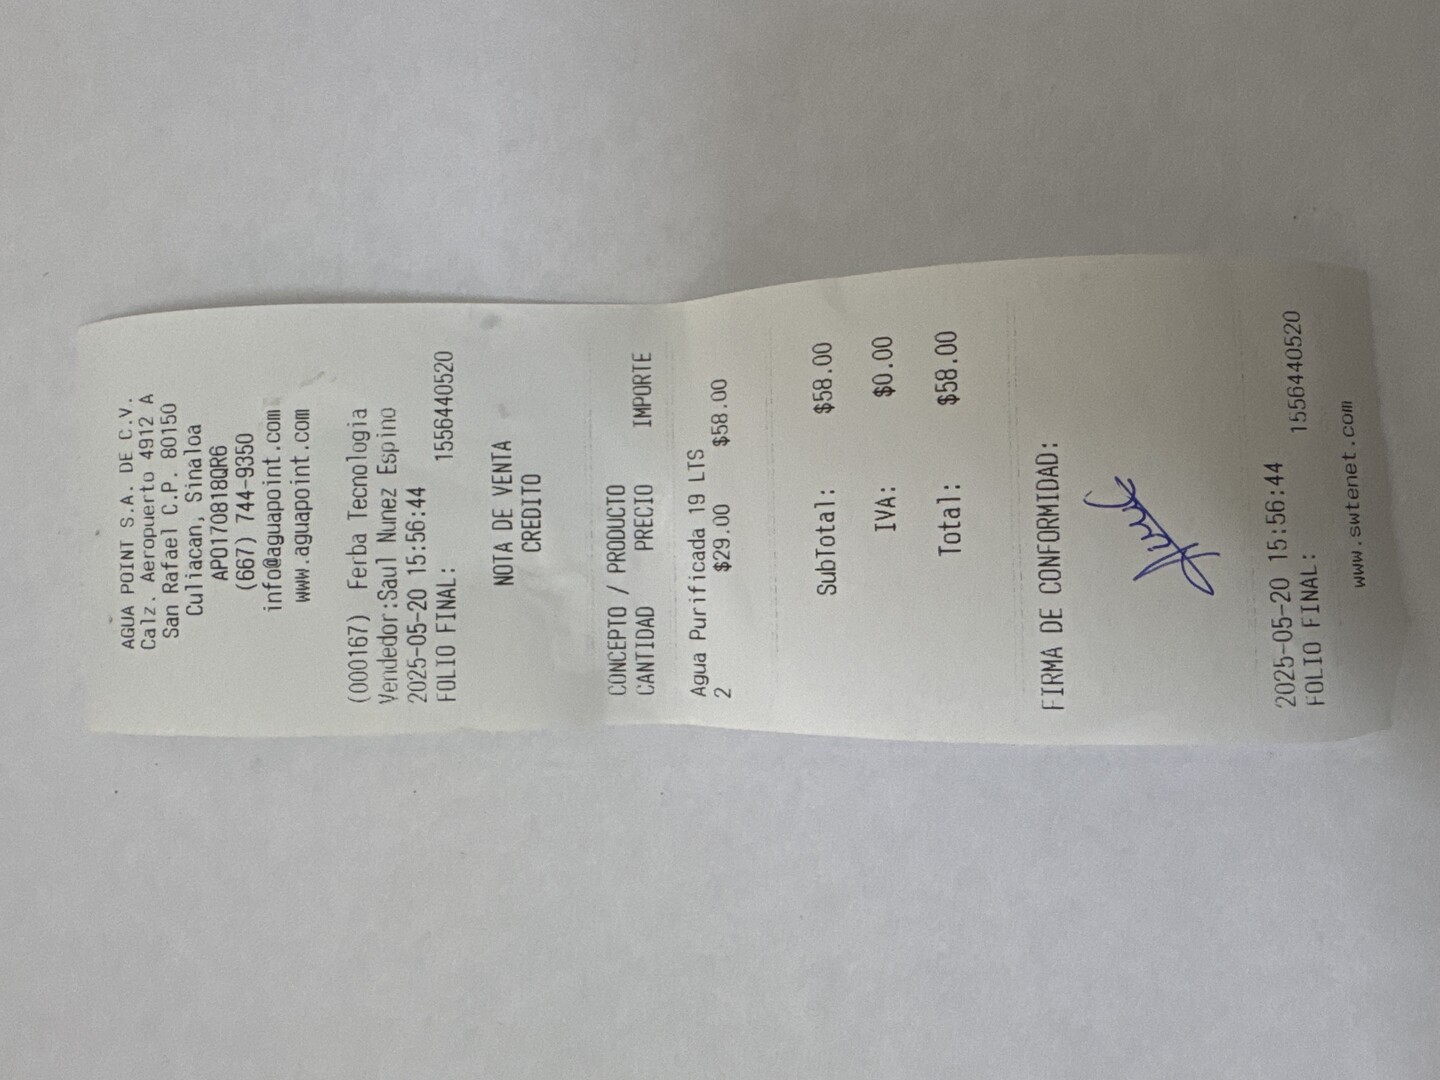 AGUA POINT S.A. DE C.V.
Calz. Aeropuerto 4912 A
San Rafael C.P. 80150
Culiacan, Sinaloa
APO170818QR6
(667) 744-9350
info@aguapoint.com
www.aguapoint.com
(000167) Ferba Tecnologia
Vendedor:Saul Nunez Espino
2025-05-20 15:56:44
FOLIO FINAL: 1556440520
NOTA DE VENTA
CREDITO
CONCEPTO / PRODUCTO
CANTIDAD PRECIO IMPORTE
Agua Purificada 19 LTS
2 $29.00 $58.00
SubTotal: $58.00
IVA: $0.00
Total: $58.00
FIRMA DE CONFORMIDAD:
2025-05-20 15:56:44
FOLIO FINAL: 1556440520
www.swtenet.com